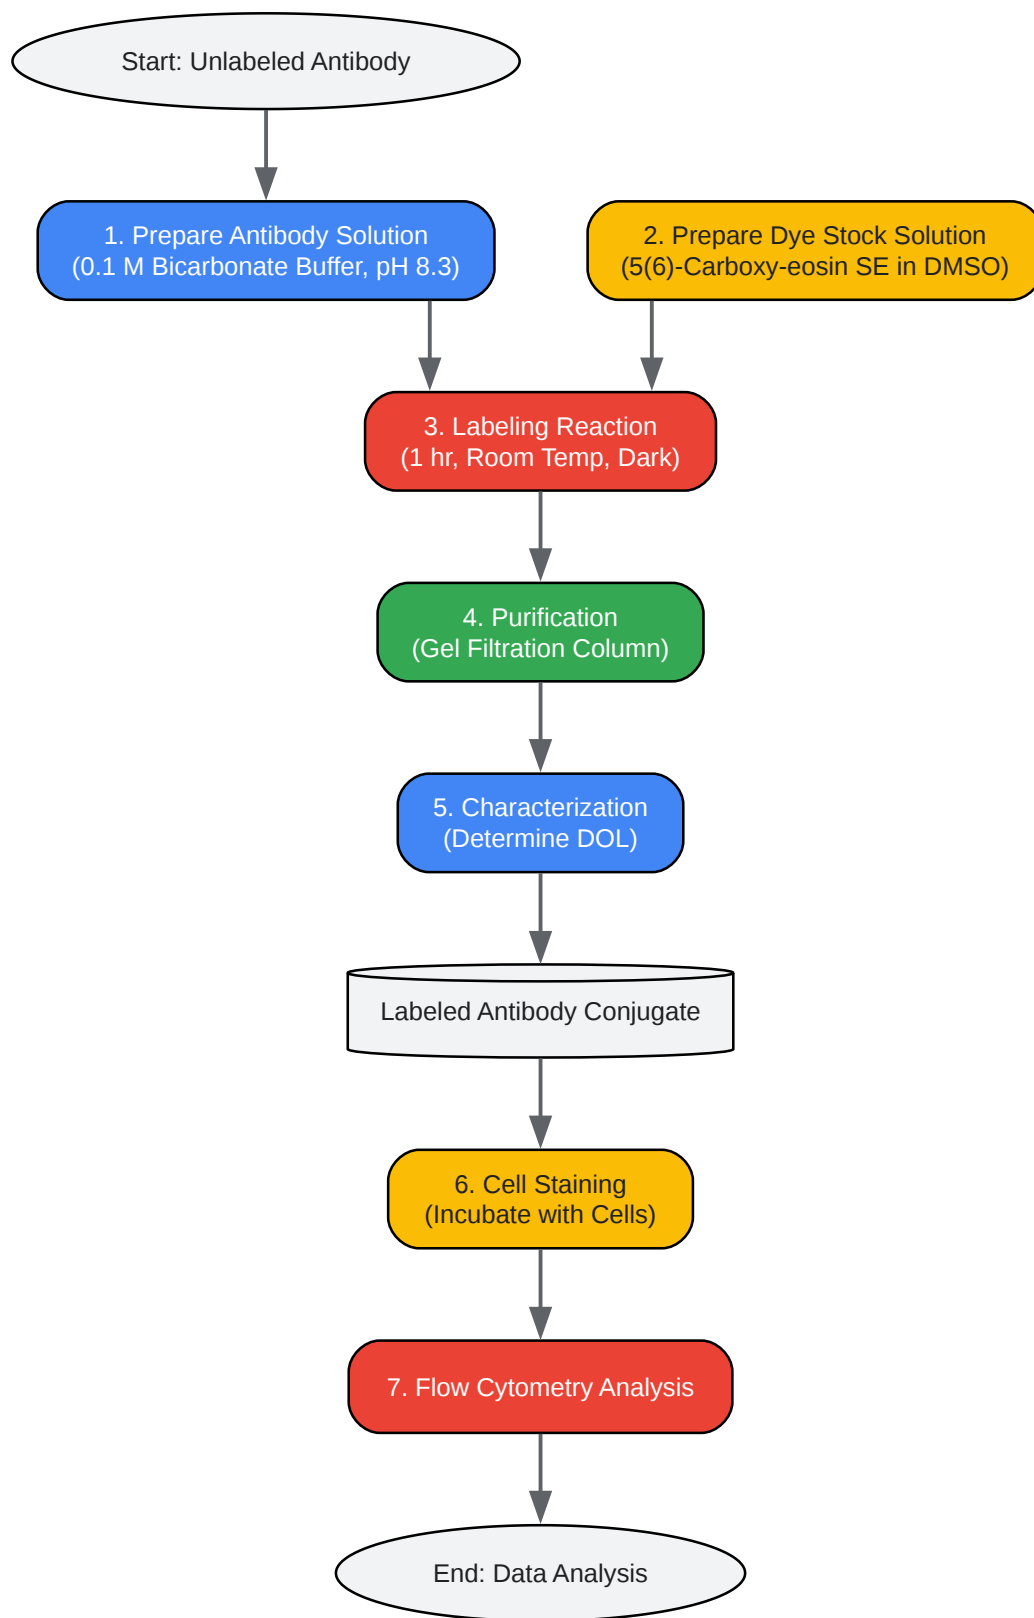 Start: Unlabeled Antibody
1. Prepare Antibody Solution
(0.1 M Bicarbonate Buffer, pH 8.3)
2. Prepare Dye Stock Solution
(5(6)-Carboxy-eosin SE in DMSO)
3. Labeling Reaction
(1 hr, Room Temp, Dark)
4. Purification
(Gel Filtration Column)
5. Characterization
(Determine DOL)
Labeled Antibody Conjugate
6. Cell Staining
(Incubate with Cells)
7. Flow Cytometry Analysis
End: Data Analysis